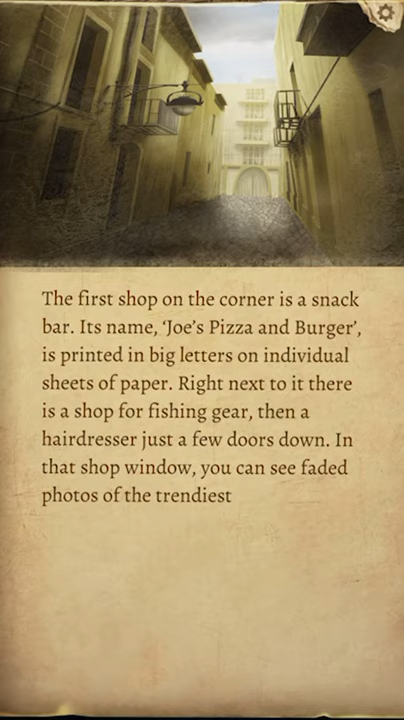 The first shop on the corner is a snack
bar. Its name, ‘Joe’s Pizza and Burger’,
is printed in big letters on individual
sheets of paper. Right next to it there
is a shop for fishing gear, then a
hairdresser just a few doors down. In
that shop window, you can see faded
photos of the trendiest